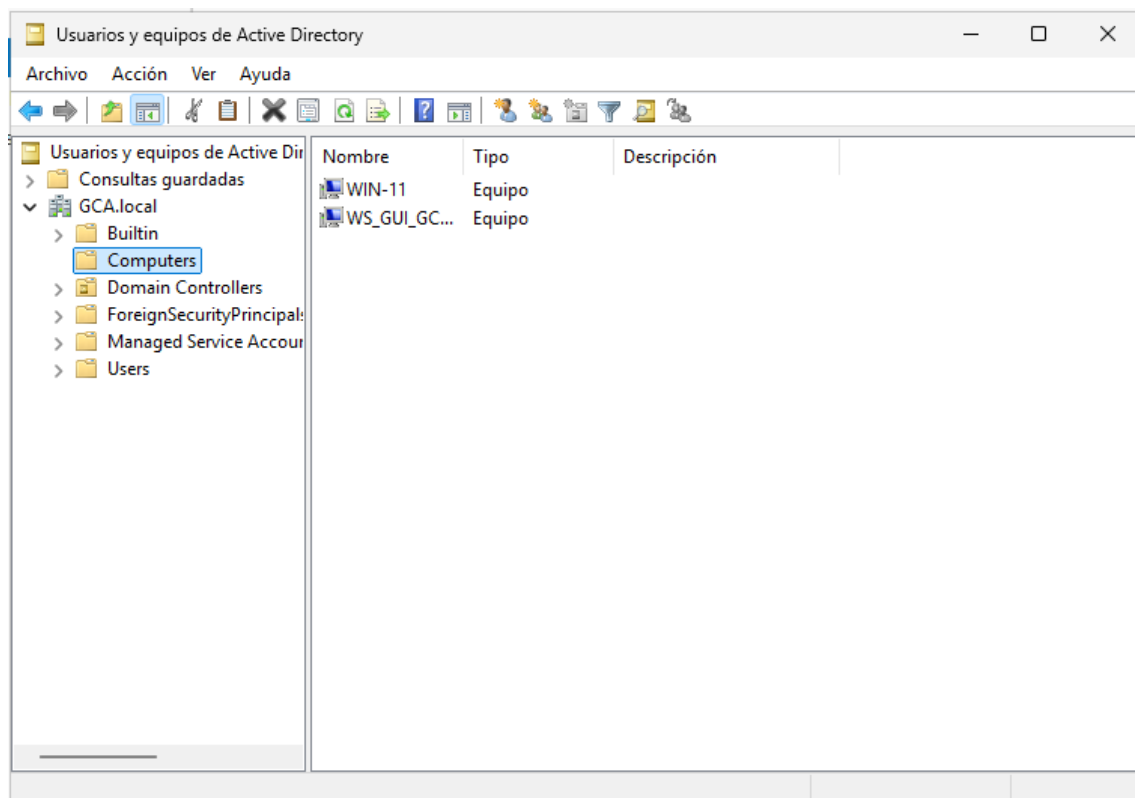 Usuarios y equipos de Active Directory
Archivo Acción Ver Ayuda
Usuarios y equipos de Active Dir
Consultas guardadas
GCA.local
Builtin
Computers
Domain Controllers
ForeignSecurityPrincipals
Managed Service Accour
Users
Nombre Tipo Descripción
WIN-11 Equipo
WS_GUI_GC... Equipo